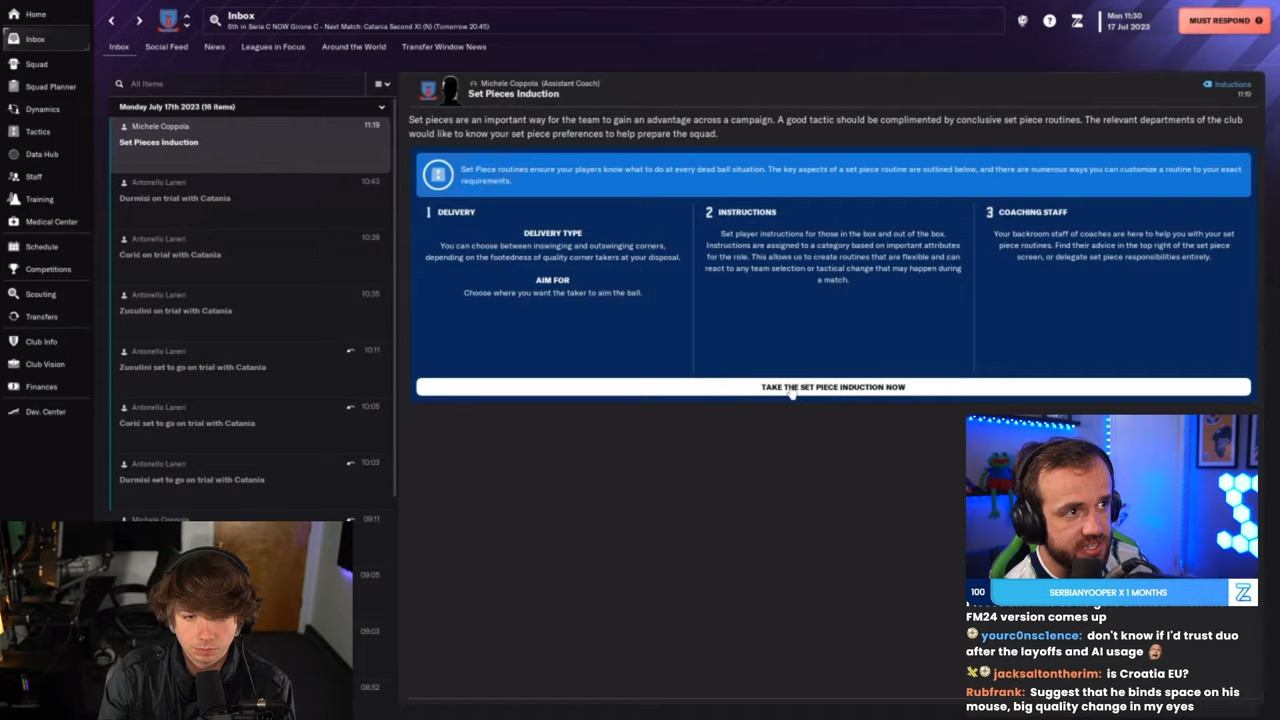 Home
Inbox
Squad
Squad Planner
Dynamics
Tactics
Data Hub
Staff
Training
Medical Center
Schedule
Competitions
Scouting
Transfers
Club Info
Club Vision
Finances
Dev. Center
Inbox
6th in Serie C NOW Girone C - Next Match: Catania Second XI (N) (Tomorrow 20:45)
Mon 11:30
17 Jul 2023
MUST RESPOND
Inbox Social Feed News Leagues in Focus Around the World Transfer Window News
All Items
Monday July 17th 2023 (16 items)
Michele Coppola 11:19
Set Pieces Induction
Antonello Laneri 10:43
Durmisi on trial with Catania
Antonello Laneri 10:39
Ćorić on trial with Catania
Antonello Laneri 10:35
Zuculini on trial with Catania
Antonello Laneri 10:11
Zuculini set to go on trial with Catania
Antonello Laneri 10:05
Ćorić set to go on trial with Catania
Antonello Laneri 10:03
Durmisi set to go on trial with Catania
Michele Coppola 09:11
09:05
09:03
08:52
Michele Coppola (Assistant Coach)
Set Pieces Induction
Inductions
11:19
Set pieces are an important way for the team to gain an advantage across a campaign. A good tactic should be complimented by conclusive set piece routines. The relevant departments of the club
would like to know your set piece preferences to help prepare the squad.
Set Piece routines ensure your players know what to do at every dead ball situation. The key aspects of a set piece routine are outlined below, and there are numerous ways you can customize a routine to your exact
requirements.
1 DELIVERY
DELIVERY TYPE
You can choose between inswinging and outswinging corners,
depending on the footedness of quality corner takers at your disposal.
AIM FOR
Choose where you want the taker to aim the ball.
2 INSTRUCTIONS
Set player instructions for those in the box and out of the box.
Instructions are assigned to a category based on important attributes
for the role. This allows us to create routines that are flexible and can
react to any team selection or tactical change that may happen during
a match.
3 COACHING STAFF
Your backroom staff of coaches are here to help you with your set
piece routines. Find their advice in the top right of the set piece
screen, or delegate set piece responsibilities entirely.
TAKE THE SET PIECE INDUCTION NOW
100 SERBIANYOOPER X 1 MONTHS
FM24 version comes up
yourc0nsc1ence: don't know if I'd trust duo
after the layoffs and AI usage
jacksaltontherim: is Croatia EU?
Rubfrank: Suggest that he binds space on his
mouse, big quality change in my eyes